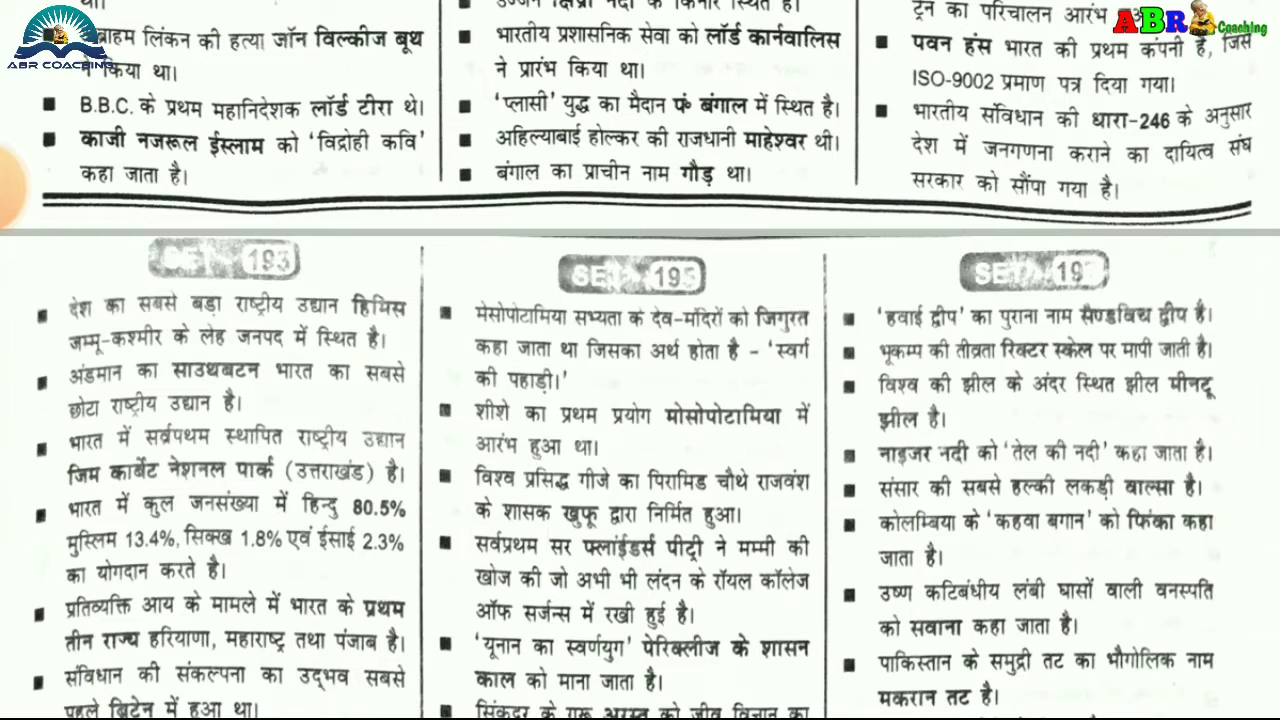 था।
ब्राहम लिंकन की हत्या जॉन विल्कीज बूथ
ने किया था।
■ B.B.C. के प्रथम महानिदेशक लॉर्ड टीरा थे।
■ काजी नजरूल ईस्लाम को 'विद्रोही कवि'
कहा जाता है।
ABR COACHING
■ भारतीय प्रशासनिक सेवा को लॉर्ड कार्नवालिस
ने प्रारंभ किया था।
■ 'प्लासी' युद्ध का मैदान पं बंगाल में स्थित है।
■ अहिल्याबाई होल्कर की राजधानी माहेश्वर थी।
■ बंगाल का प्राचीन नाम गौड़ था।
ट्रेन का परिचालन आरंभ
ABR Coaching
■ पवन हंस भारत की प्रथम कंपनी है, जिसे
ISO-9002 प्रमाण पत्र दिया गया।
■ भारतीय संविधान की धारा-246 के अनुसार
देश में जनगणना कराने का दायित्व संघ
सरकार को सौंपा गया है।
SET 193
■ देश का सबसे बड़ा राष्ट्रीय उद्यान हिमिस
जम्मू-कश्मीर के लेह जनपद में स्थित है।
■ अंडमान का साउथबटन भारत का सबसे
छोटा राष्ट्रीय उद्यान है।
■ भारत में सर्वप्रथम स्थापित राष्ट्रीय उद्यान
जिम कार्बेट नेशनल पार्क (उत्तराखंड) है।
■ भारत में कुल जनसंख्या में हिन्दु 80.5%
मुस्लिम 13.4%, सिक्ख 1.8% एवं ईसाई 2.3%
का योगदान करते है।
■ प्रतिव्यक्ति आय के मामले में भारत के प्रथम
तीन राज्य हरियाणा, महाराष्ट्र तथा पंजाब है।
■ संविधान की संकल्पना का उद्भव सबसे
पहले ब्रिटेन में हुआ था।
SET 195
■ मेसोपोटामिया सभ्यता के देव-मंदिरों को जिगुरत
कहा जाता था जिसका अर्थ होता है – 'स्वर्ग
की पहाड़ी।'
■ शीशे का प्रथम प्रयोग मोसोपोटामिया में
आरंभ हुआ था।
■ विश्व प्रसिद्ध गीजे का पिरामिड चौथे राजवंश
के शासक खुफू द्वारा निर्मित हुआ।
■ सर्वप्रथम सर फ्लांईडर्स पीट्री ने मम्मी की
खोज की जो अभी भी लंदन के रॉयल कॉलेज
ऑफ सर्जन्स में रखी हुई है।
■ 'यूनान का स्वर्णयुग' पेरिक्लीज के शासन
काल को माना जाता है।
■ सिंकदर के गुरू अरस्तू को जीव विज्ञान का
SET 19
■ 'हवाई द्वीप' का पुराना नाम सैण्डविच द्वीप है।
■ भूकम्प की तीव्रता रिक्टर स्केल पर मापी जाती है।
■ विश्व की झील के अंदर स्थित झील मीनटू
झील है।
■ नाइजर नदी को 'तेल की नदी' कहा जाता है।
■ संसार की सबसे हल्की लकड़ी बाल्सा है।
■ कोलम्बिया के 'कहवा बगान' को फिंका कहा
जाता है।
■ उष्ण कटिबंधीय लंबी घासों वाली वनस्पति
को सवाना कहा जाता है।
■ पाकिस्तान के समुद्री तट का भौगोलिक नाम
मकरान तट है।